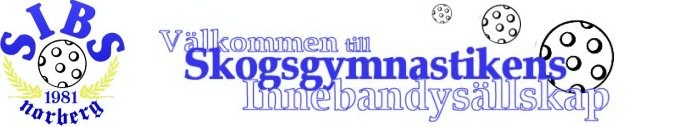 SIBS
1981
norberg
Välkommen till
Skogsgymnastikens
Innebandysällskap